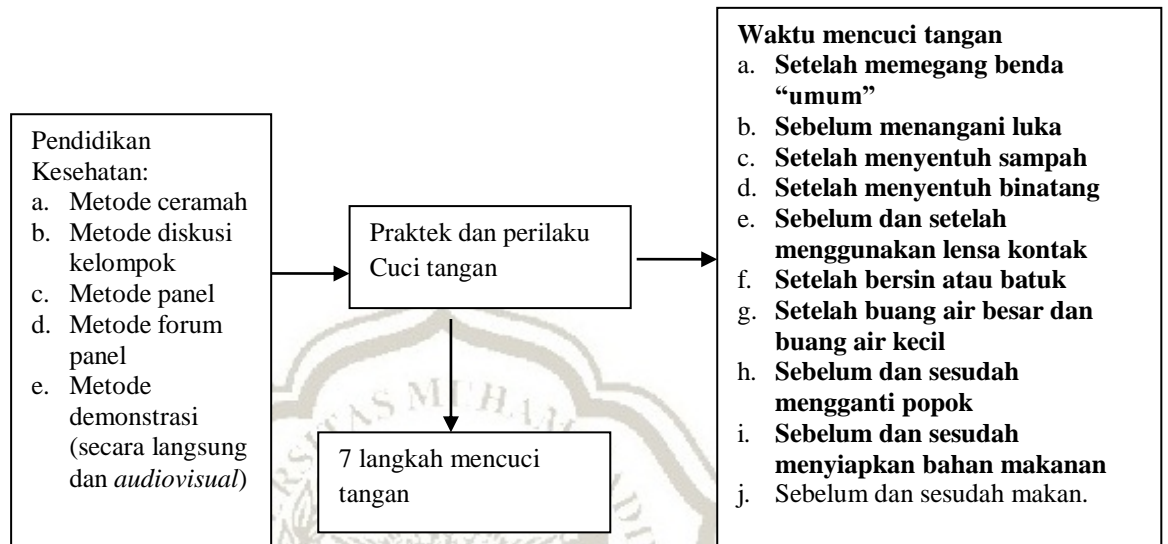 Pendidikan
Kesehatan:
a. Metode ceramah
b. Metode diskusi
kelompok
c. Metode panel
d. Metode forum
panel
e. Metode
demonstrasi
(secara langsung
dan audiovisual)
Praktek dan perilaku
Cuci tangan
7 langkah mencuci
tangan
Waktu mencuci tangan
a. Setelah memegang benda
“umum”
b. Sebelum menangani luka
c. Setelah menyentuh sampah
d. Setelah menyentuh binatang
e. Sebelum dan setelah
menggunakan lensa kontak
f. Setelah bersin atau batuk
g. Setelah buang air besar dan
buang air kecil
h. Sebelum dan sesudah
mengganti popok
i. Sebelum dan sesudah
menyiapkan bahan makanan
j. Sebelum dan sesudah makan.